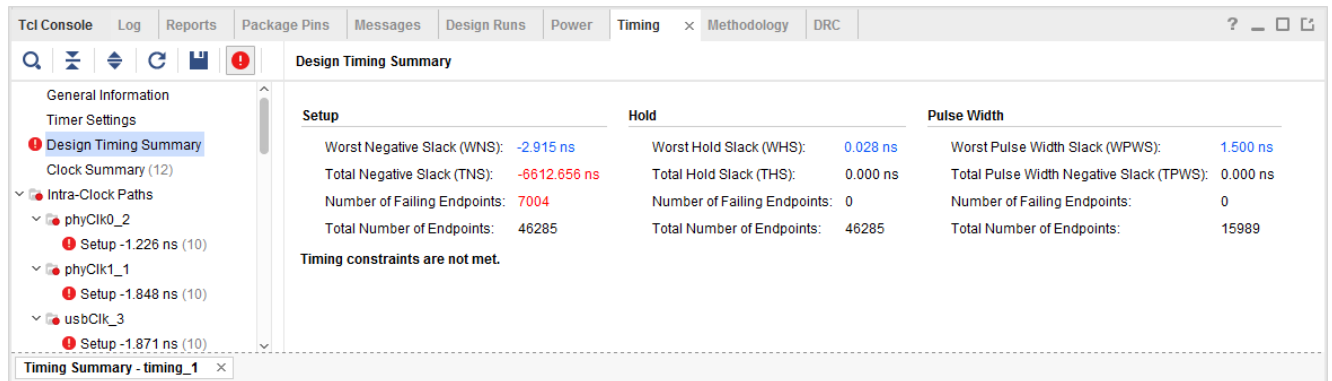 Tcl Console Log Reports Package Pins Messages Design Runs Power Timing × Methodology DRC ?
Design Timing Summary
General Information
Timer Settings
Design Timing Summary
Clock Summary (12)
Intra-Clock Paths
phyClk0_2
Setup -1.226 ns (10)
phyClk1_1
Setup -1.848 ns (10)
usbClk_3
Setup -1.871 ns (10)
Setup
Worst Negative Slack (WNS): -2.915 ns
Total Negative Slack (TNS): -6612.656 ns
Number of Failing Endpoints: 7004
Total Number of Endpoints: 46285
Hold
Worst Hold Slack (WHS): 0.028 ns
Total Hold Slack (THS): 0.000 ns
Number of Failing Endpoints: 0
Total Number of Endpoints: 46285
Pulse Width
Worst Pulse Width Slack (WPWS): 1.500 ns
Total Pulse Width Negative Slack (TPWS): 0.000 ns
Number of Failing Endpoints: 0
Total Number of Endpoints: 15989
Timing constraints are not met.
Timing Summary - timing_1 ×